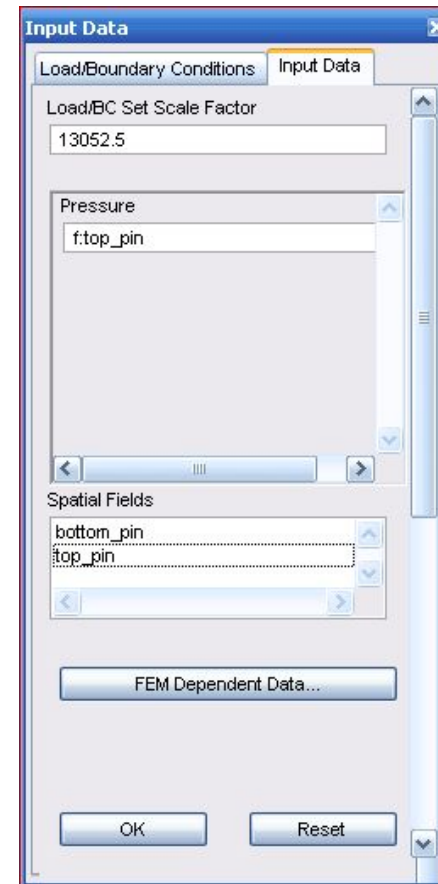 Input Data
Load/Boundary Conditions Input Data
Load/BC Set Scale Factor
13052.5
Pressure
f:top_pin
Spatial Fields
bottom_pin
top_pin
FEM Dependent Data...
OK Reset